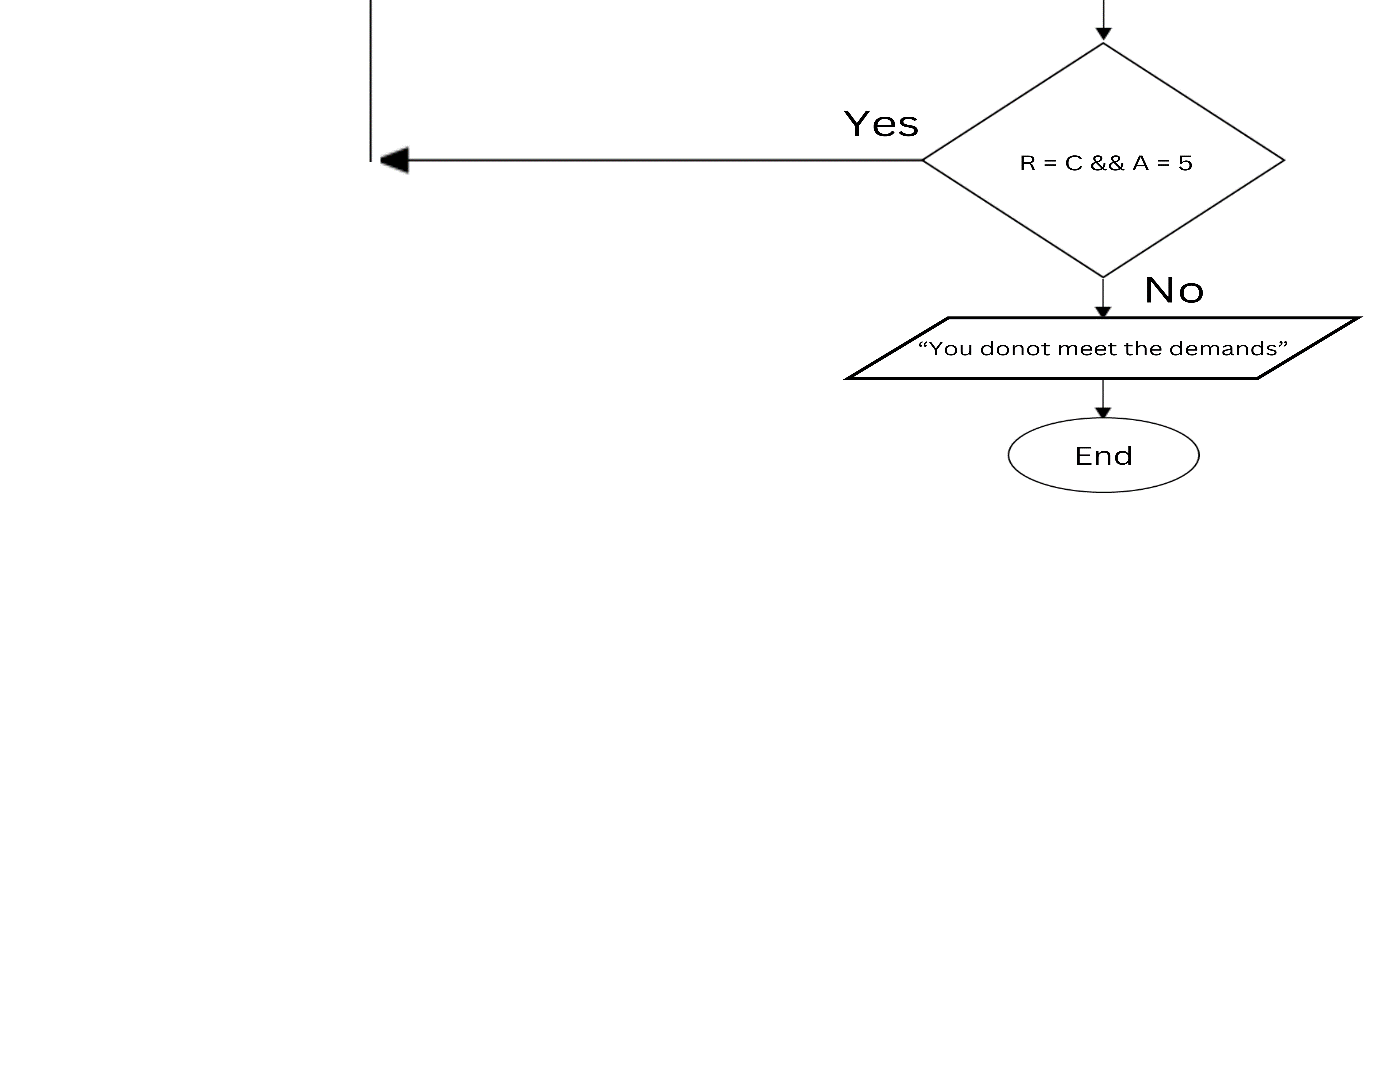 Yes
R = C && A = 5
No
“You donot meet the demands”
End